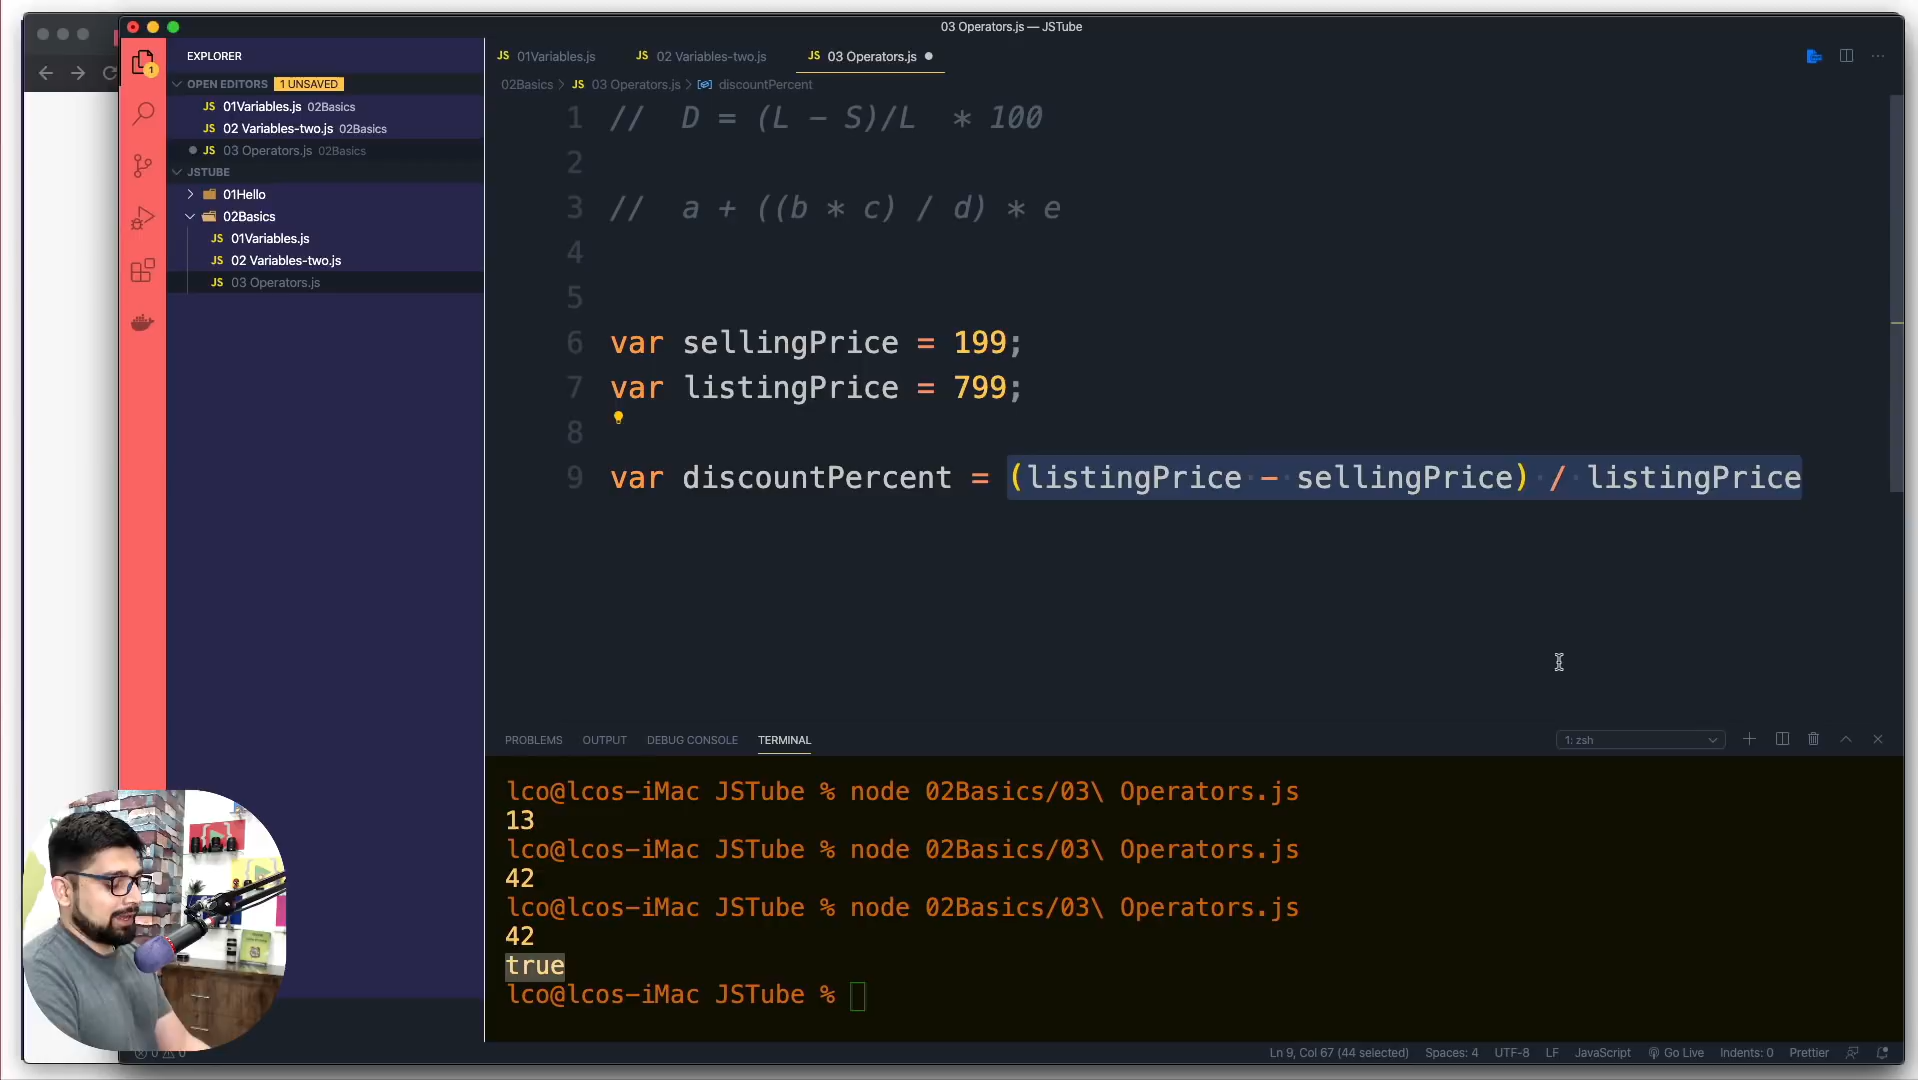 03 Operators.js — JSTube
EXPLORER
OPEN EDITORS 1 UNSAVED
JS 01Variables.js 02Basics
JS 02 Variables-two.js 02Basics
JS 03 Operators.js 02Basics
JSTUBE
01Hello
02Basics
JS 01Variables.js
JS 02 Variables-two.js
JS 03 Operators.js
1
JS 01Variables.js JS 02 Variables-two.js JS 03 Operators.js
02Basics > JS 03 Operators.js > discountPercent
1 // D = (L - S)/L * 100
2
3 // a + ((b * c) / d) * e
4
5
6 var sellingPrice = 199;
7 var listingPrice = 799;
8
9 var discountPercent = (listingPrice - sellingPrice) / listingPrice
PROBLEMS OUTPUT DEBUG CONSOLE TERMINAL 1: zsh
lco@lcos-iMac JSTube % node 02Basics/03\ Operators.js
13
lco@lcos-iMac JSTube % node 02Basics/03\ Operators.js
42
lco@lcos-iMac JSTube % node 02Basics/03\ Operators.js
42
true
lco@lcos-iMac JSTube %
0 0 Ln 9, Col 67 (44 selected) Spaces: 4 UTF-8 LF JavaScript Go Live Indents: 0 Prettier